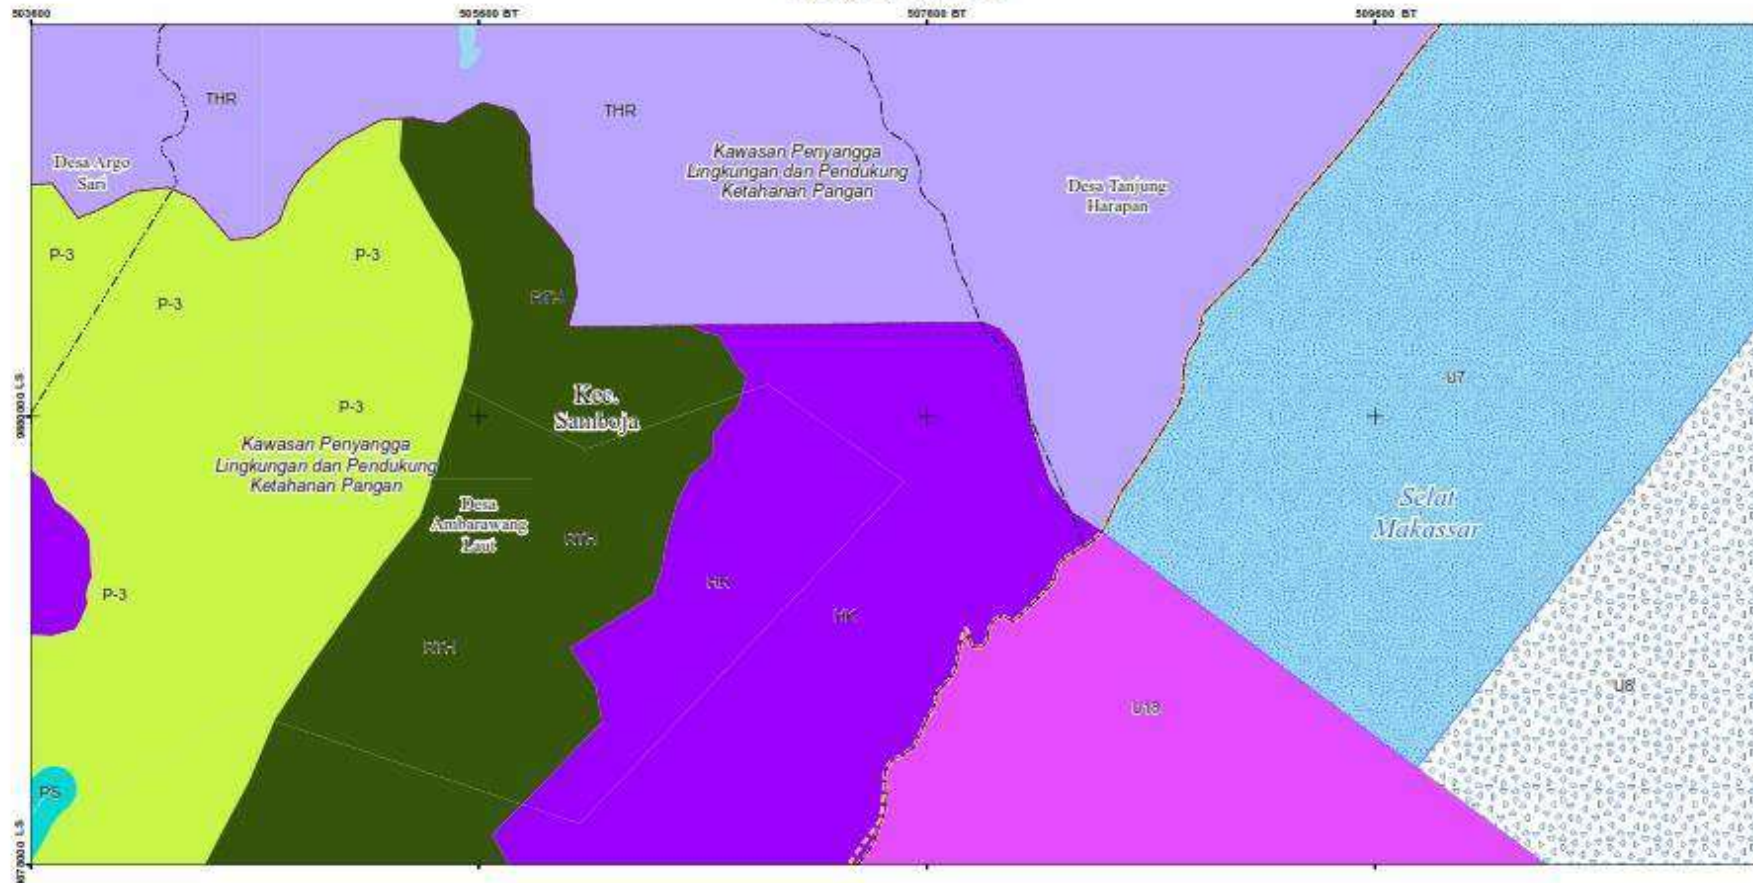 503600
505600 BT
507600 BT
509600 BT
THR
THR
Desa Argo
Sari
Kawasan Penyangga
Lingkungan dan Pendukung
Ketahanan Pangan
Desa Tanjung
Harapan
P-3
P-3
P-3
RTH
U7
Kec.
Samboja
P-3
Kawasan Penyangga
Lingkungan dan Pendukung
Ketahanan Pangan
Desa
Ambarawang
Laut
Selat
Makassar
RTH
HK
P-3
HK
RTH
U8
U18
PS